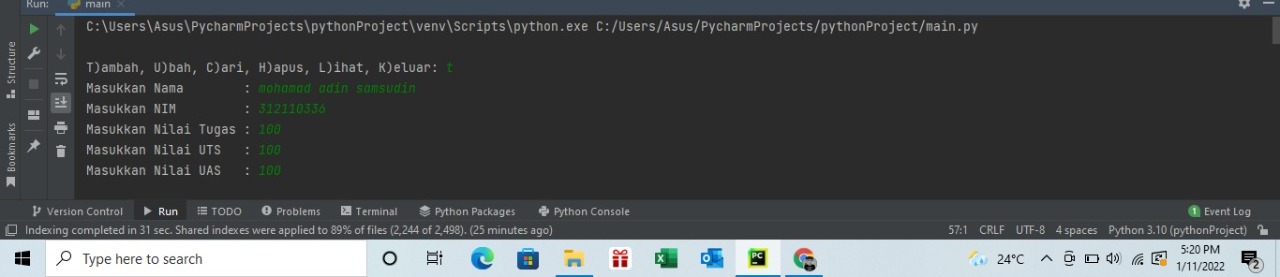 Run: main
C:\Users\Asus\PycharmProjects\pythonProject\venv\Scripts\python.exe C:/Users/Asus/PycharmProjects/pythonProject/main.py
T)ambah, U)bah, C)ari, H)apus, L)ihat, K)eluar: t
Masukkan Nama : mohamad adin samsudin
Masukkan NIM : 312110336
Masukkan Nilai Tugas : 100
Masukkan Nilai UTS : 100
Masukkan Nilai UAS : 100
Structure
Bookmarks
Version Control Run TODO Problems Terminal Python Packages Python Console 1 Event Log
Indexing completed in 31 sec. Shared indexes were applied to 89% of files (2,244 of 2,498). (25 minutes ago) 57:1 CRLF UTF-8 4 spaces Python 3.10 (pythonProject)
Type here to search PC 24°C 5:20 PM
1/11/2022 2